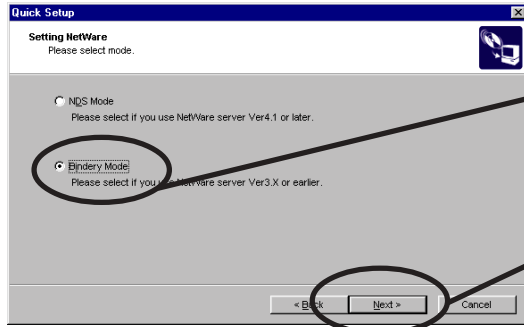 Quick Setup
Setting NetWare
Please select mode.
NDS Mode
Please select if you use NetWare server Ver4.1 or later.
Bindery Mode
Please select if you use NetWare server Ver3.X or earlier.
< Back Next > Cancel